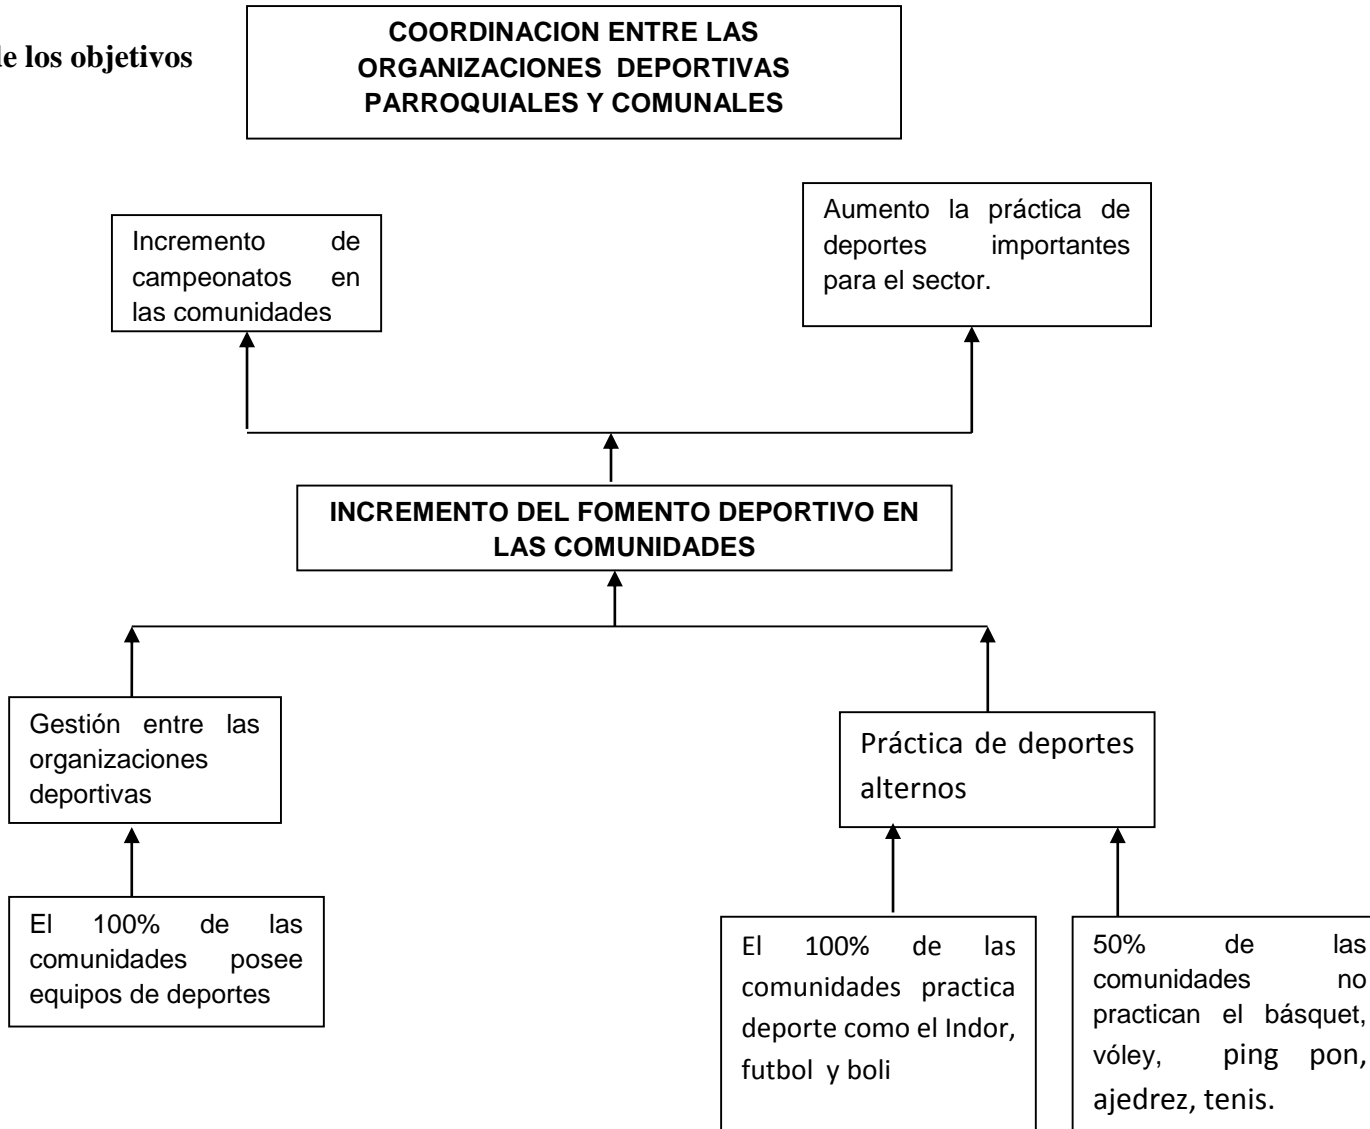 de los objetivos
COORDINACION ENTRE LAS
ORGANIZACIONES DEPORTIVAS
PARROQUIALES Y COMUNALES
Incremento de
campeonatos en
las comunidades
Aumento la práctica de
deportes importantes
para el sector.
INCREMENTO DEL FOMENTO DEPORTIVO EN
LAS COMUNIDADES
Gestión entre las
organizaciones
deportivas
Práctica de deportes
alternos
El 100% de las
comunidades posee
equipos de deportes
El 100% de las
comunidades practica
deporte como el Indor,
futbol y boli
50% de las
comunidades no
practican el básquet,
vóley, ping pon,
ajedrez, tenis.